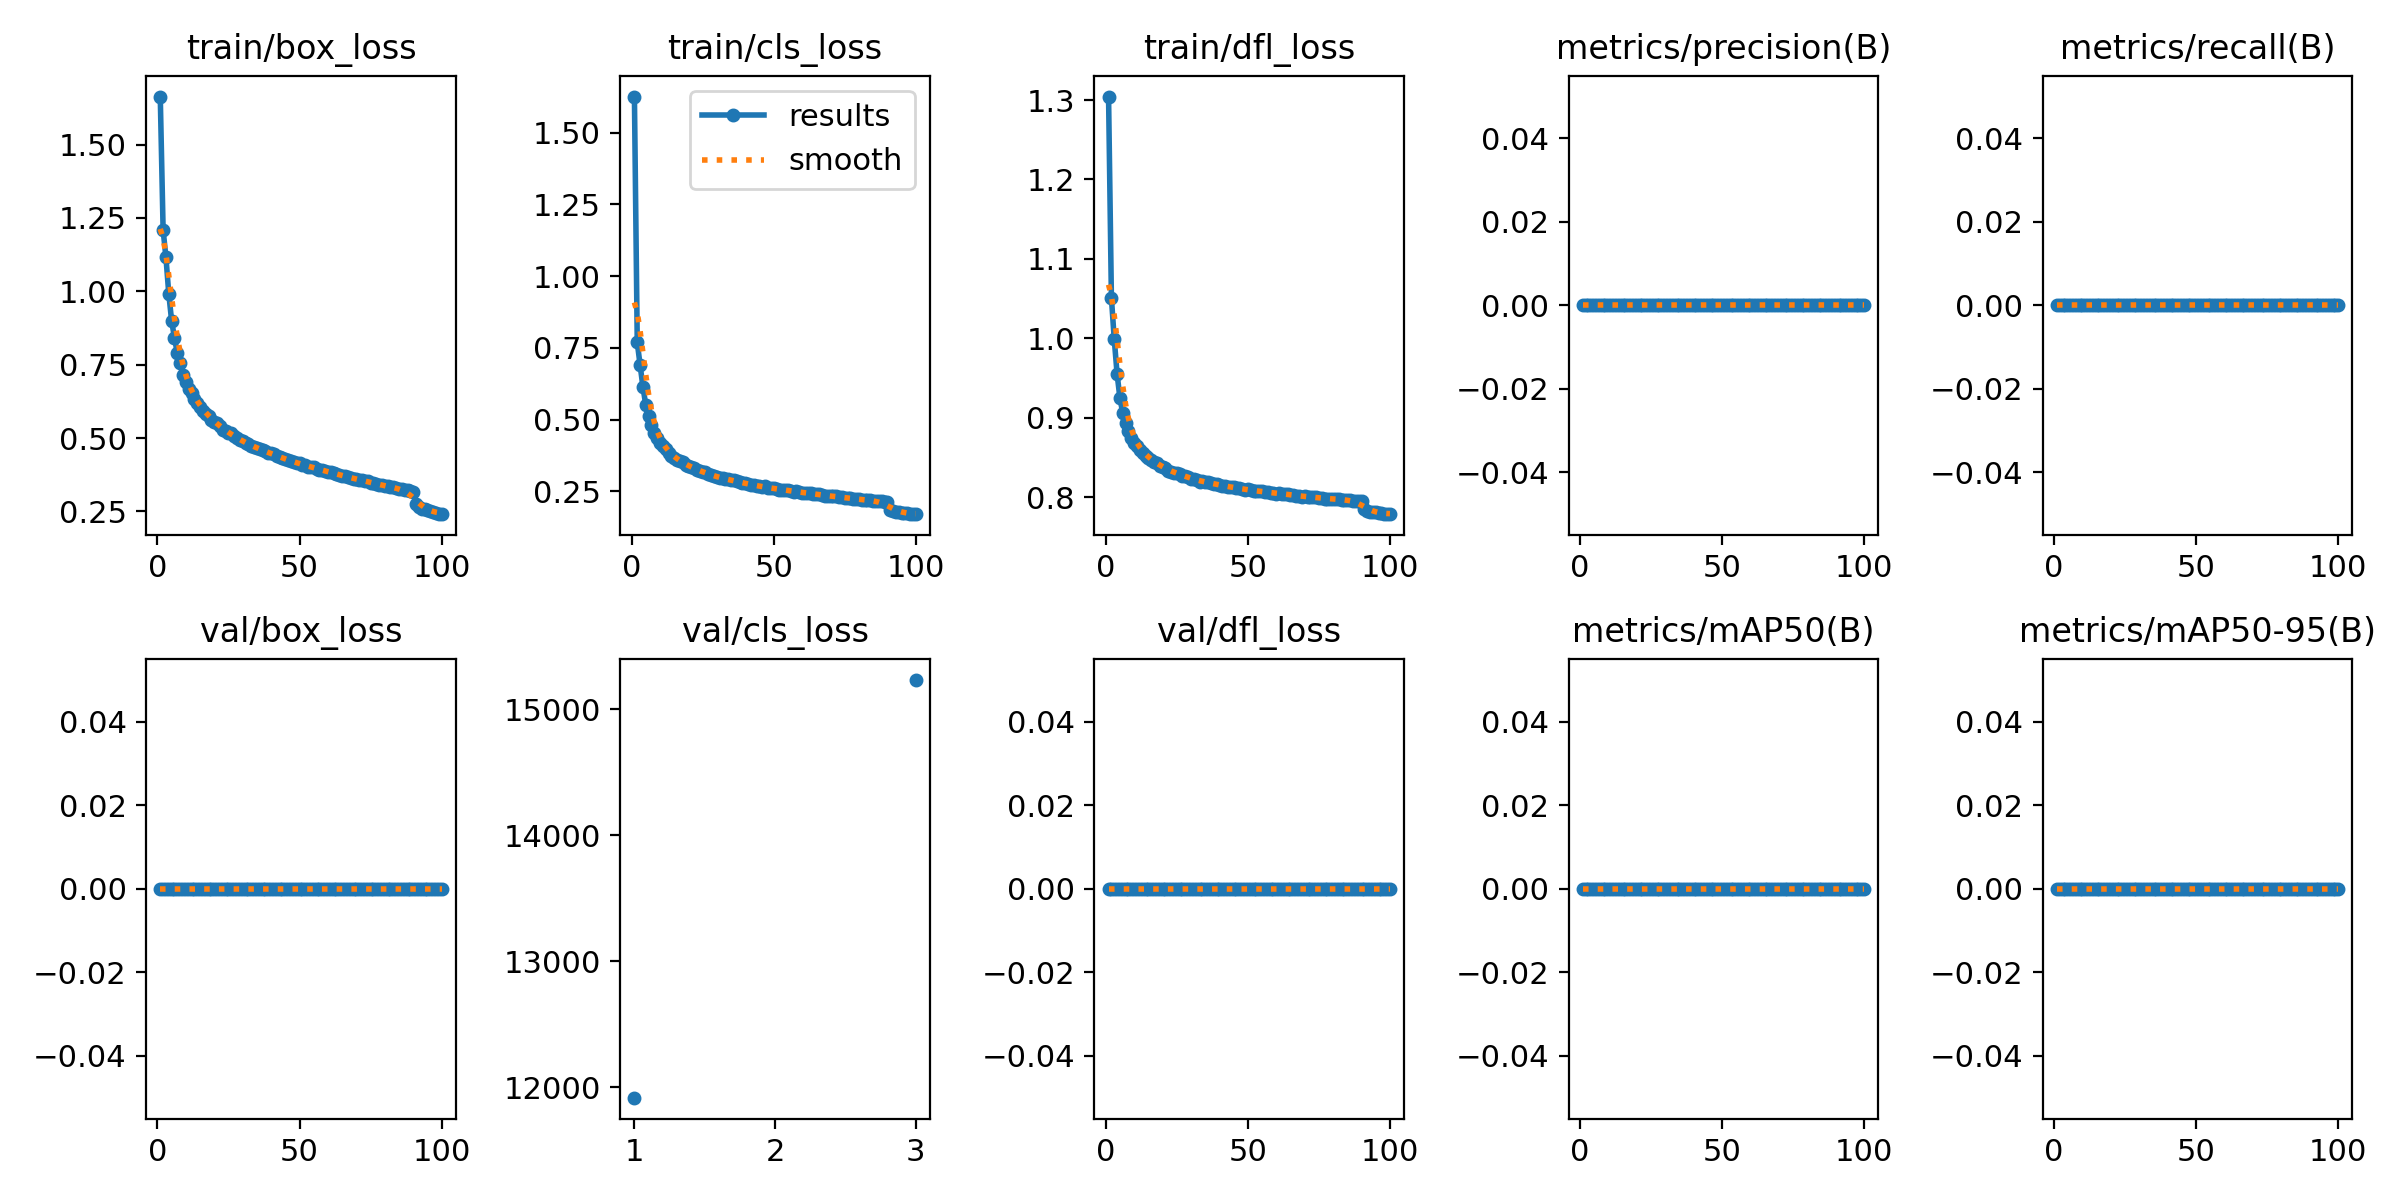 train/box_loss
train/cls_loss
train/dfl_loss
metrics/precision(B)
metrics/recall(B)
1.50
1.25
1.00
0.75
0.50
0.25
0 50 100
results
smooth
1.50
1.25
1.00
0.75
0.50
0.25
0 50 100
1.3
1.2
1.1
1.0
0.9
0.8
0 50 100
0.04
0.02
0.00
−0.02
−0.04
0 50 100
0.04
0.02
0.00
−0.02
−0.04
0 50 100
val/box_loss
val/cls_loss
val/dfl_loss
metrics/mAP50(B)
metrics/mAP50-95(B)
0.04
0.02
0.00
−0.02
−0.04
0 50 100
15000
14000
13000
12000
1 2 3
0.04
0.02
0.00
−0.02
−0.04
0 50 100
0.04
0.02
0.00
−0.02
−0.04
0 50 100
0.04
0.02
0.00
−0.02
−0.04
0 50 100